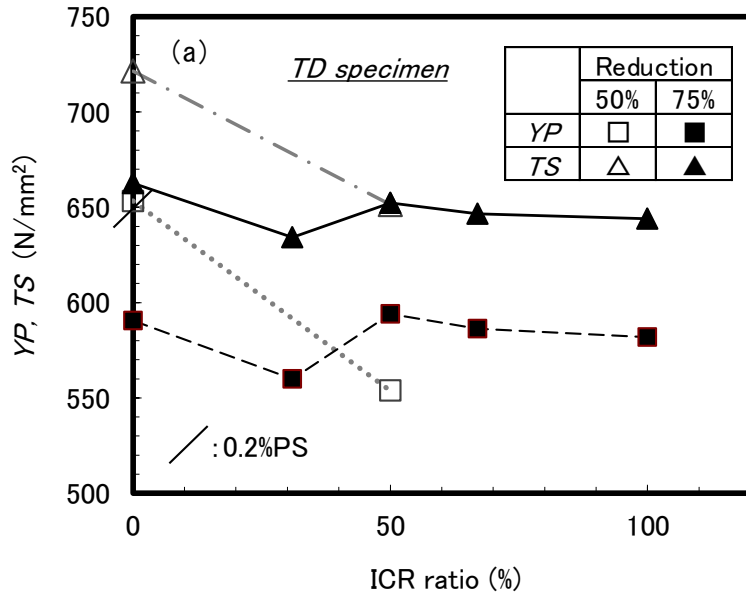 750
700
650
600
550
500
YP, TS (N/mm²)
(a)
TD specimen
Reduction
50% 75%
YP □ ■
TS △ ▲
: 0.2%PS
0 50 100
ICR ratio (%)